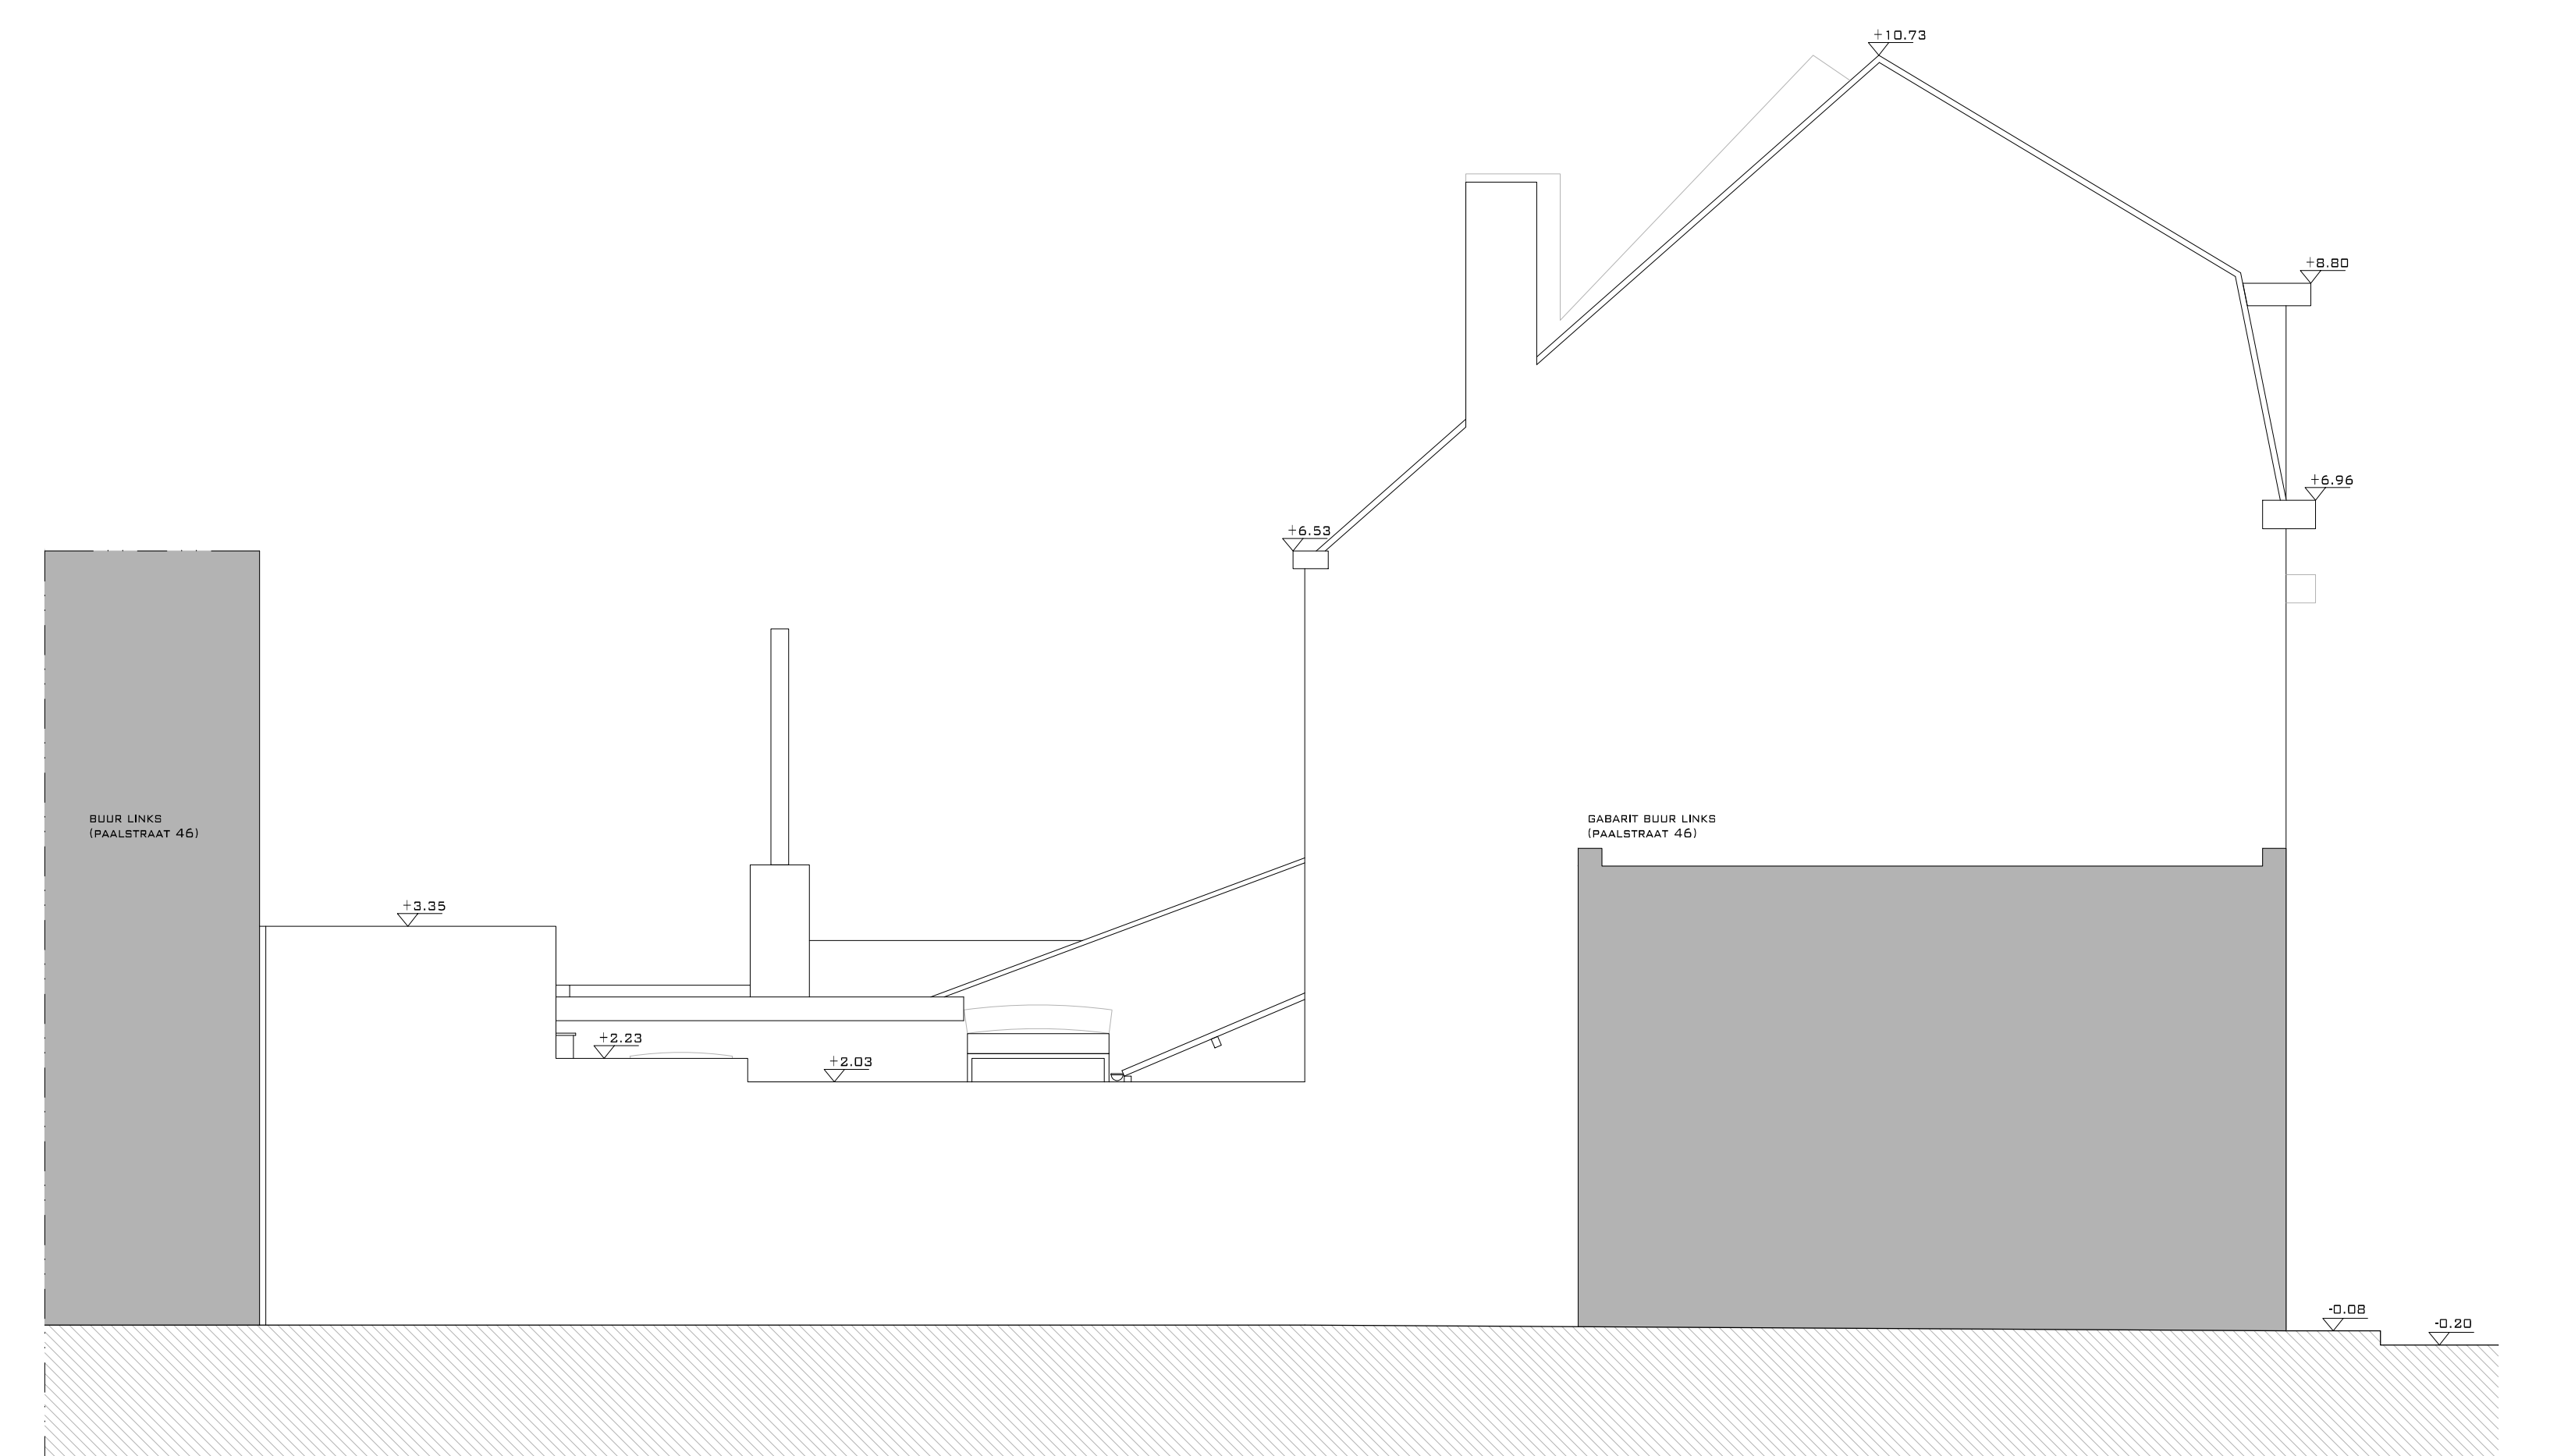 +10.73
+8.80
+6.96
+6.53
BUUR LINKS
(PAALSTRAAT 46)
GABARIT BUUR LINKS
(PAALSTRAAT 46)
+3.35
+2.23
+2.03
-0.08
-0.20